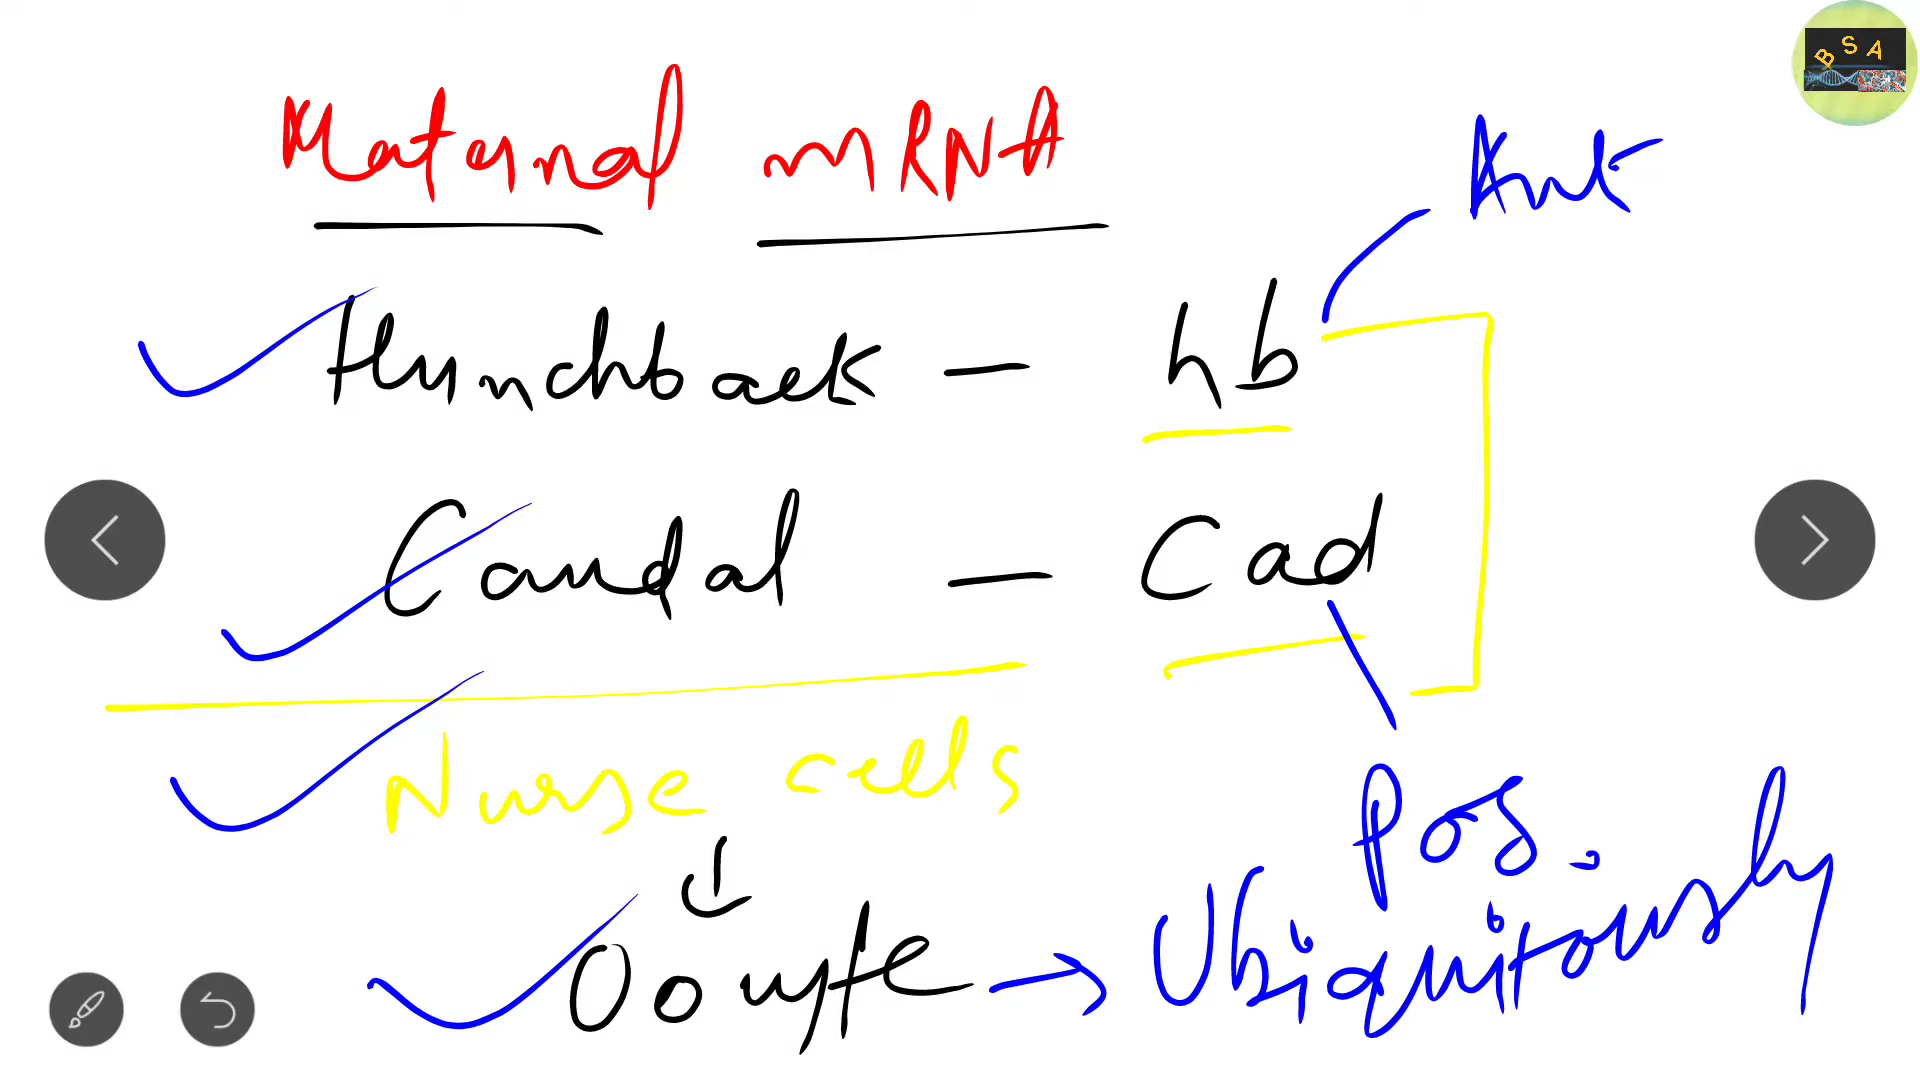 BSA
Maternal mRNA
Ant
Hunchback - hb
Caudal - Cad
Nurse cells
Pos.
Oocyte → Ubiquitously